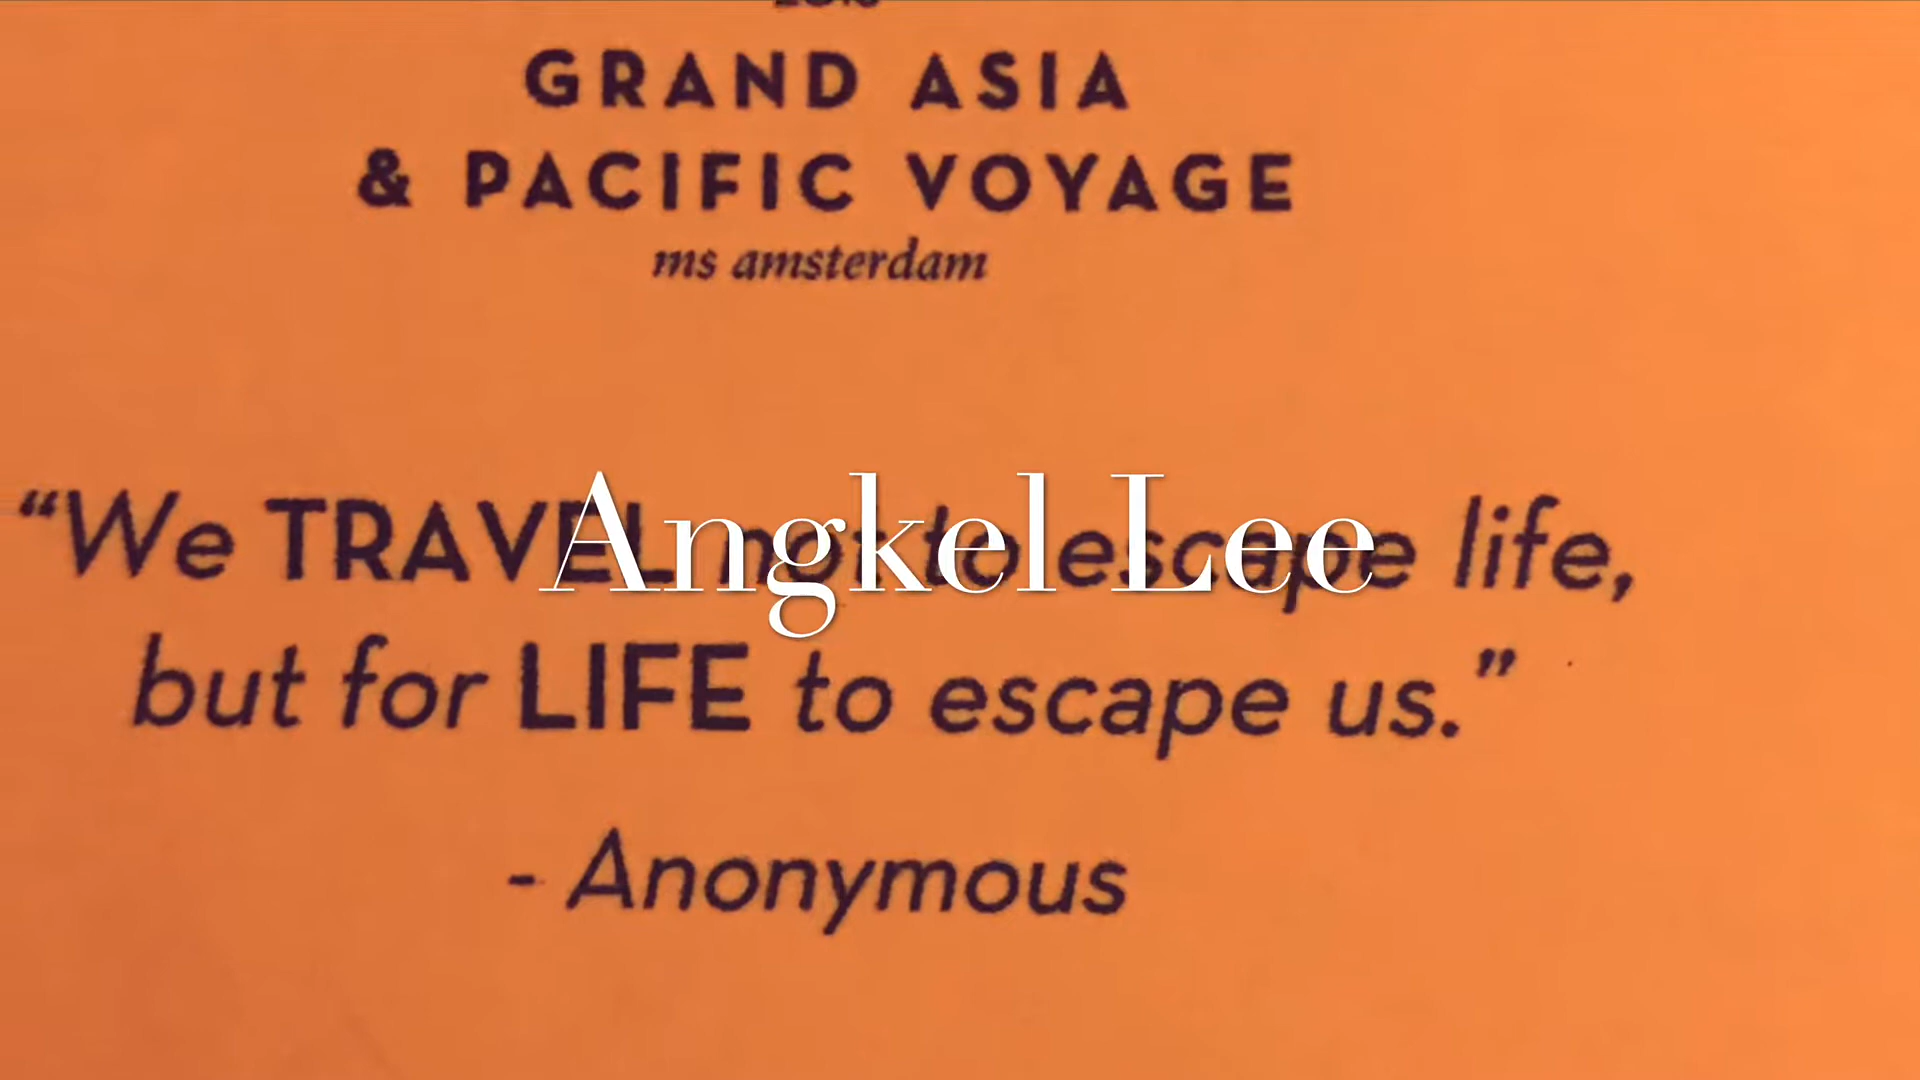 GRAND ASIA
& PACIFIC VOYAGE
ms amsterdam
“We TRAVEL not to escape life,
Angkel Lee
but for LIFE to escape us.”
- Anonymous